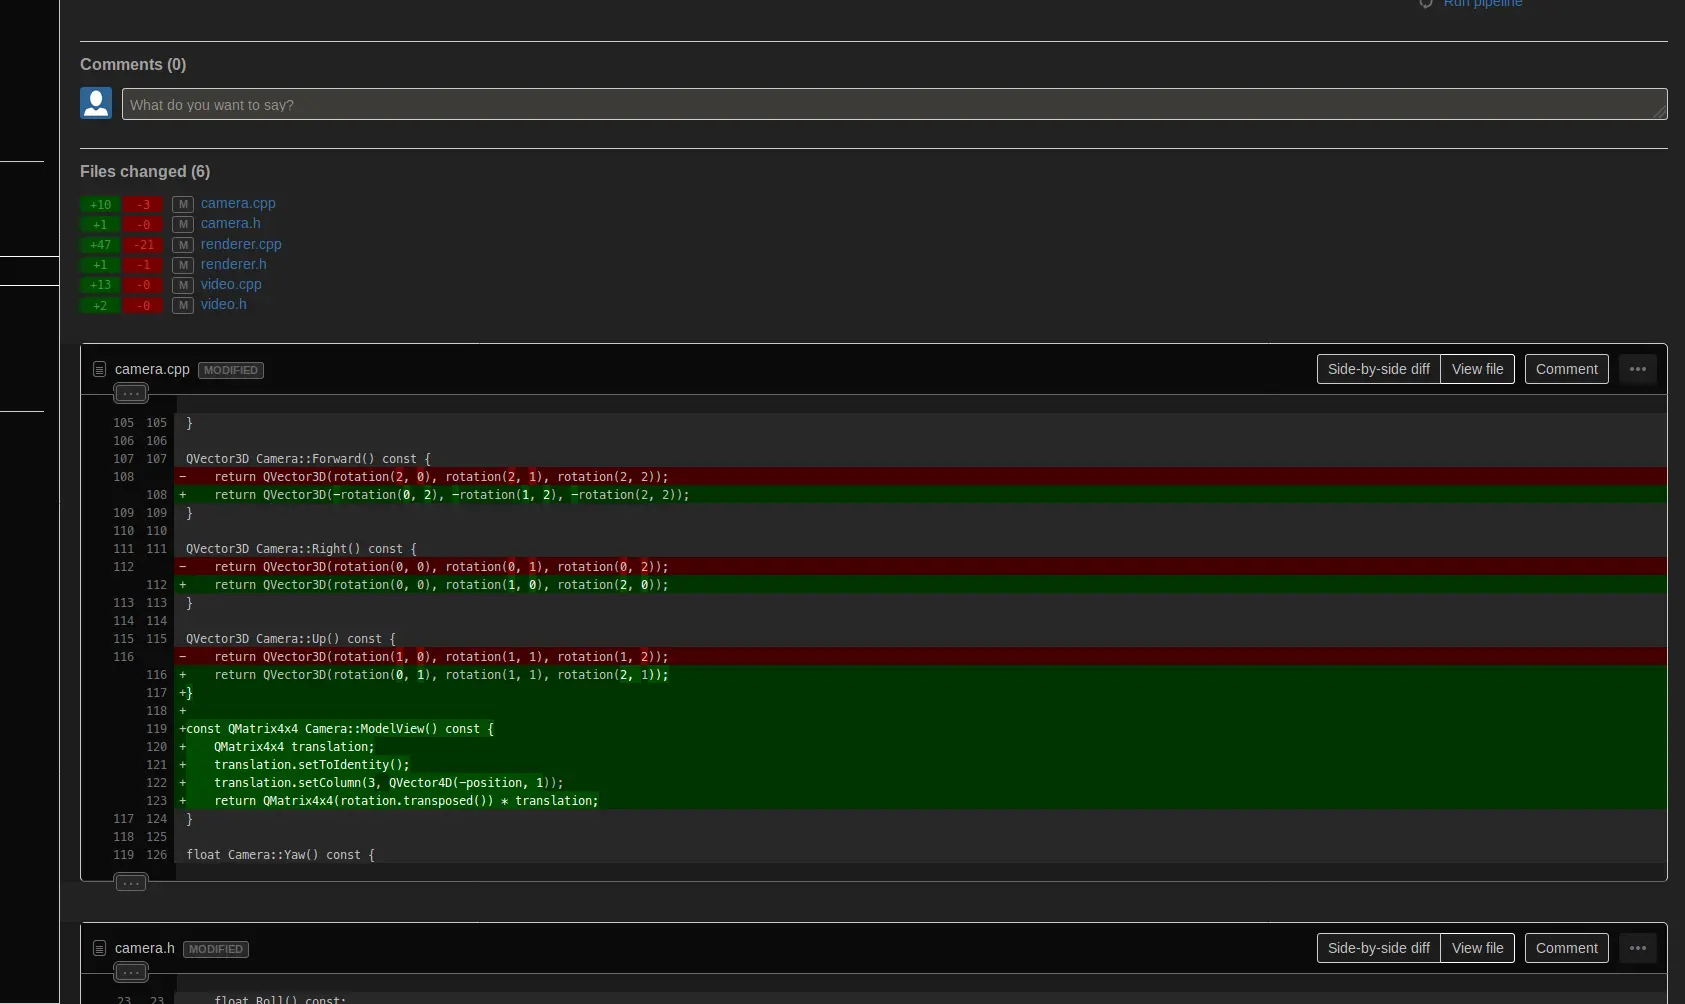 Run pipeline
Comments (0)
What do you want to say?
Files changed (6)
+10 -3 M camera.cpp
+1 -0 M camera.h
+47 -21 M renderer.cpp
+1 -1 M renderer.h
+13 -0 M video.cpp
+2 -0 M video.h
camera.cpp MODIFIED Side-by-side diff View file Comment •••
...
105 105 }
106 106
107 107 QVector3D Camera::Forward() const {
108 -    return QVector3D(rotation(2, 0), rotation(2, 1), rotation(2, 2));
108 +    return QVector3D(-rotation(0, 2), -rotation(1, 2), -rotation(2, 2));
109 109 }
110 110
111 111 QVector3D Camera::Right() const {
112 -    return QVector3D(rotation(0, 0), rotation(0, 1), rotation(0, 2));
112 +    return QVector3D(rotation(0, 0), rotation(1, 0), rotation(2, 0));
113 113 }
114 114
115 115 QVector3D Camera::Up() const {
116 -    return QVector3D(rotation(1, 0), rotation(1, 1), rotation(1, 2));
116 +    return QVector3D(rotation(0, 1), rotation(1, 1), rotation(2, 1));
117 +}
118 +
119 +const QMatrix4x4 Camera::ModelView() const {
120 +    QMatrix4x4 translation;
121 +    translation.setToIdentity();
122 +    translation.setColumn(3, QVector4D(-position, 1));
123 +    return QMatrix4x4(rotation.transposed()) * translation;
117 124 }
118 125
119 126 float Camera::Yaw() const {
...
camera.h MODIFIED Side-by-side diff View file Comment •••
...
23 23     float Roll() const;